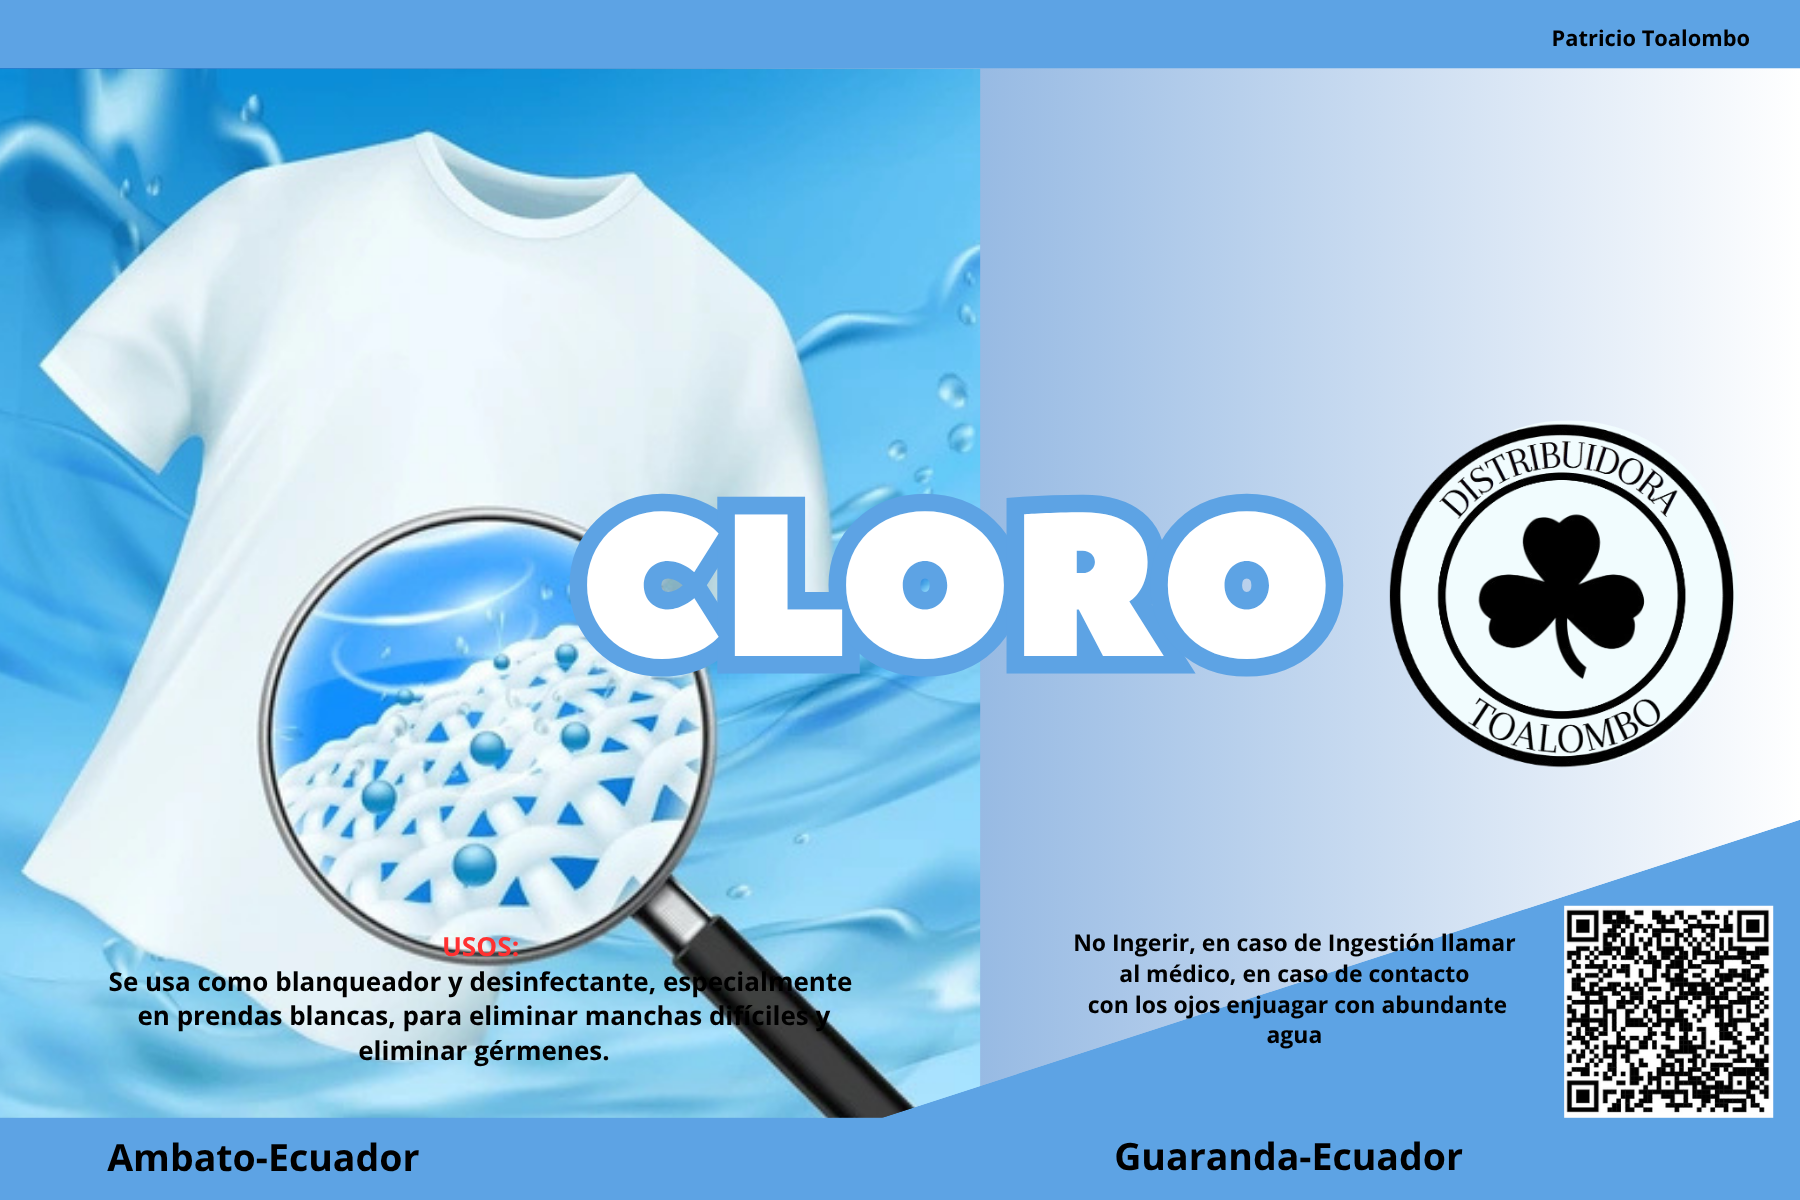 Patricio Toalombo
CLORO
DISTRIBUIDORA
TOALOMBO
USOS:
Se usa como blanqueador y desinfectante, especialmente
en prendas blancas, para eliminar manchas difíciles y
eliminar gérmenes.
No Ingerir, en caso de Ingestión llamar
al médico, en caso de contacto
con los ojos enjuagar con abundante
agua
Ambato-Ecuador
Guaranda-Ecuador